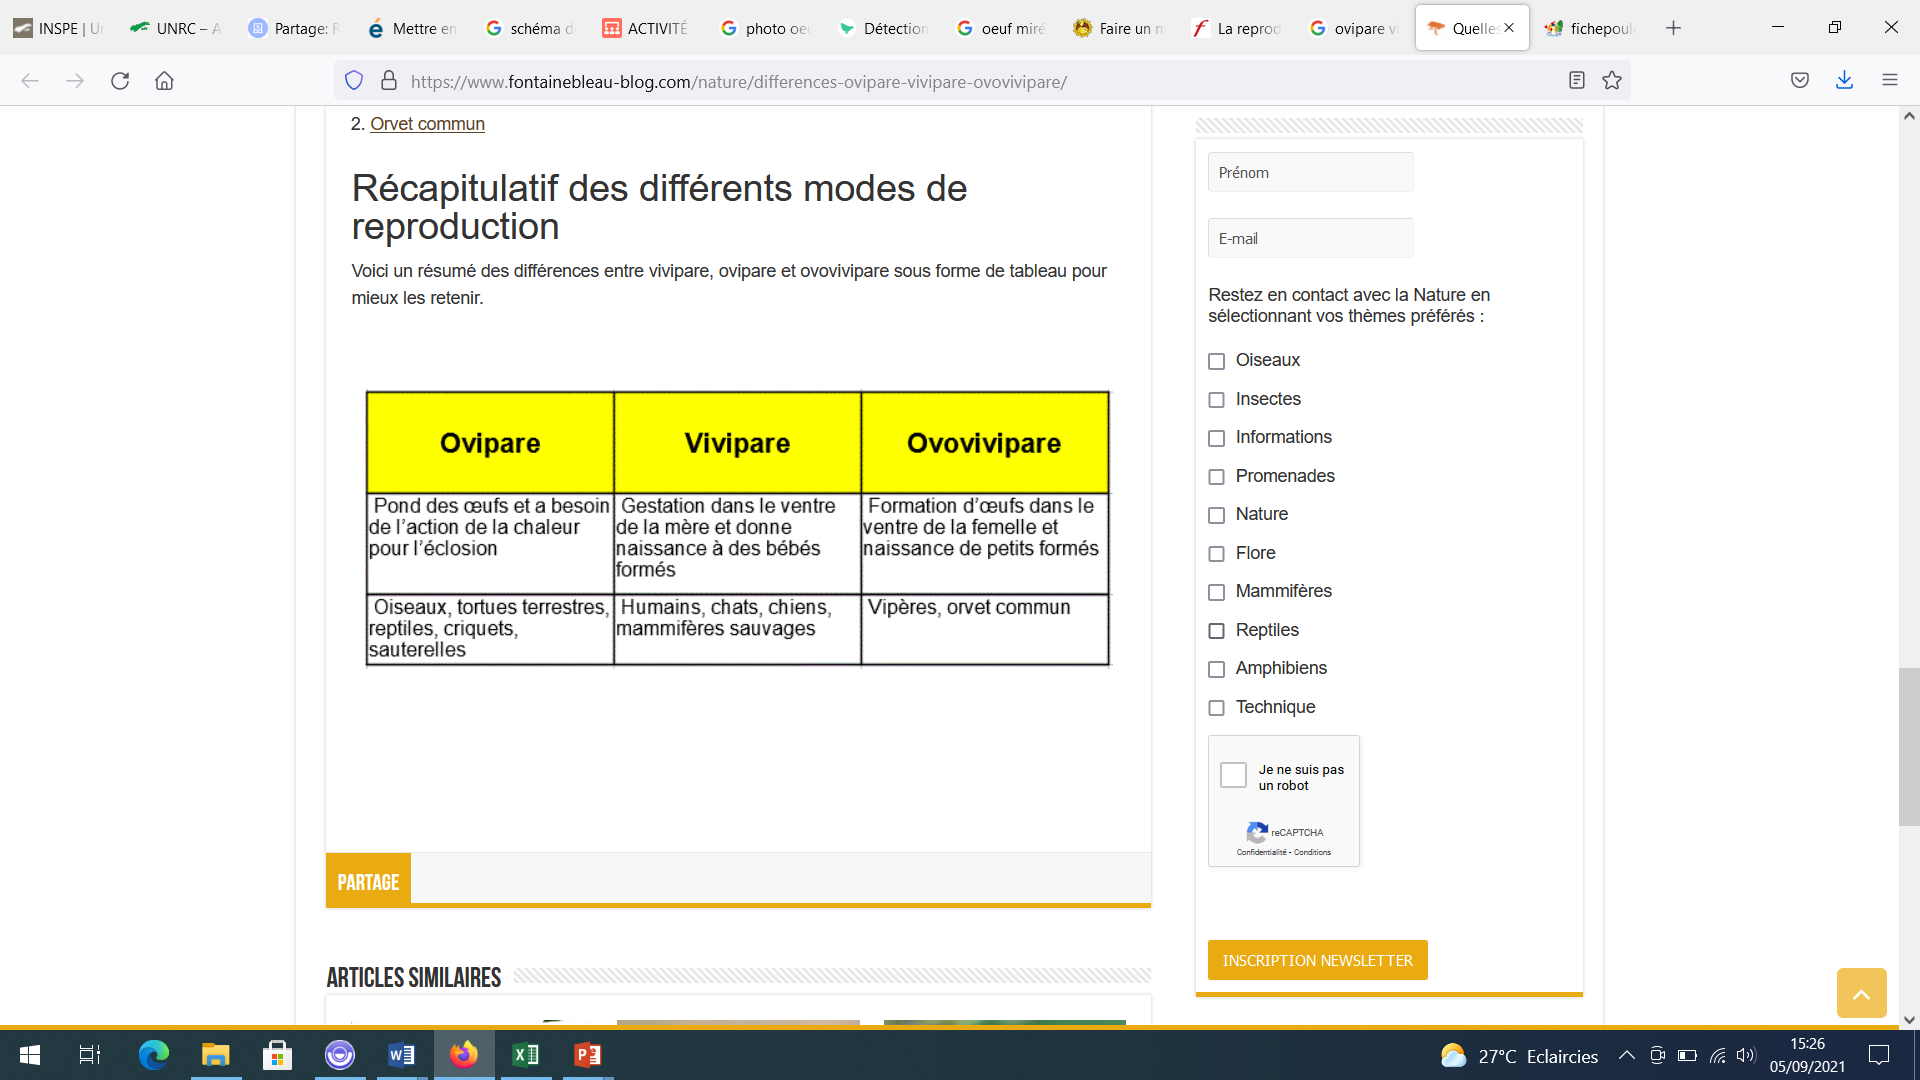 INSPE | Ur
UNRC – A
Partage: R
Mettre en
schéma d
ACTIVITÉ
photo oeu
Détection
oeuf miré
Faire un m
La reprod
ovipare vi
Quelles
fichepoule
https://www.fontainebleau-blog.com/nature/differences-ovipare-vivipare-ovovivipare/
2. Orvet commun
Récapitulatif des différents modes de
reproduction
Voici un résumé des différences entre vivipare, ovipare et ovovivipare sous forme de tableau pour
mieux les retenir.
Ovipare
Vivipare
Ovovivipare
Pond des œufs et a besoin
de l'action de la chaleur
pour l'éclosion
Gestation dans le ventre
de la mère et donne
naissance à des bébés
formés
Formation d'œufs dans le
ventre de la femelle et
naissance de petits formés
Oiseaux, tortues terrestres,
reptiles, criquets,
sauterelles
Humains, chats, chiens,
mammifères sauvages
Vipères, orvet commun
PARTAGE
ARTICLES SIMILAIRES
Prénom
E-mail
Restez en contact avec la Nature en
sélectionnant vos thèmes préférés :
Oiseaux
Insectes
Informations
Promenades
Nature
Flore
Mammifères
Reptiles
Amphibiens
Technique
Je ne suis pas
un robot
reCAPTCHA
Confidentialité - Conditions
INSCRIPTION NEWSLETTER
27°C Eclaircies
15:26
05/09/2021